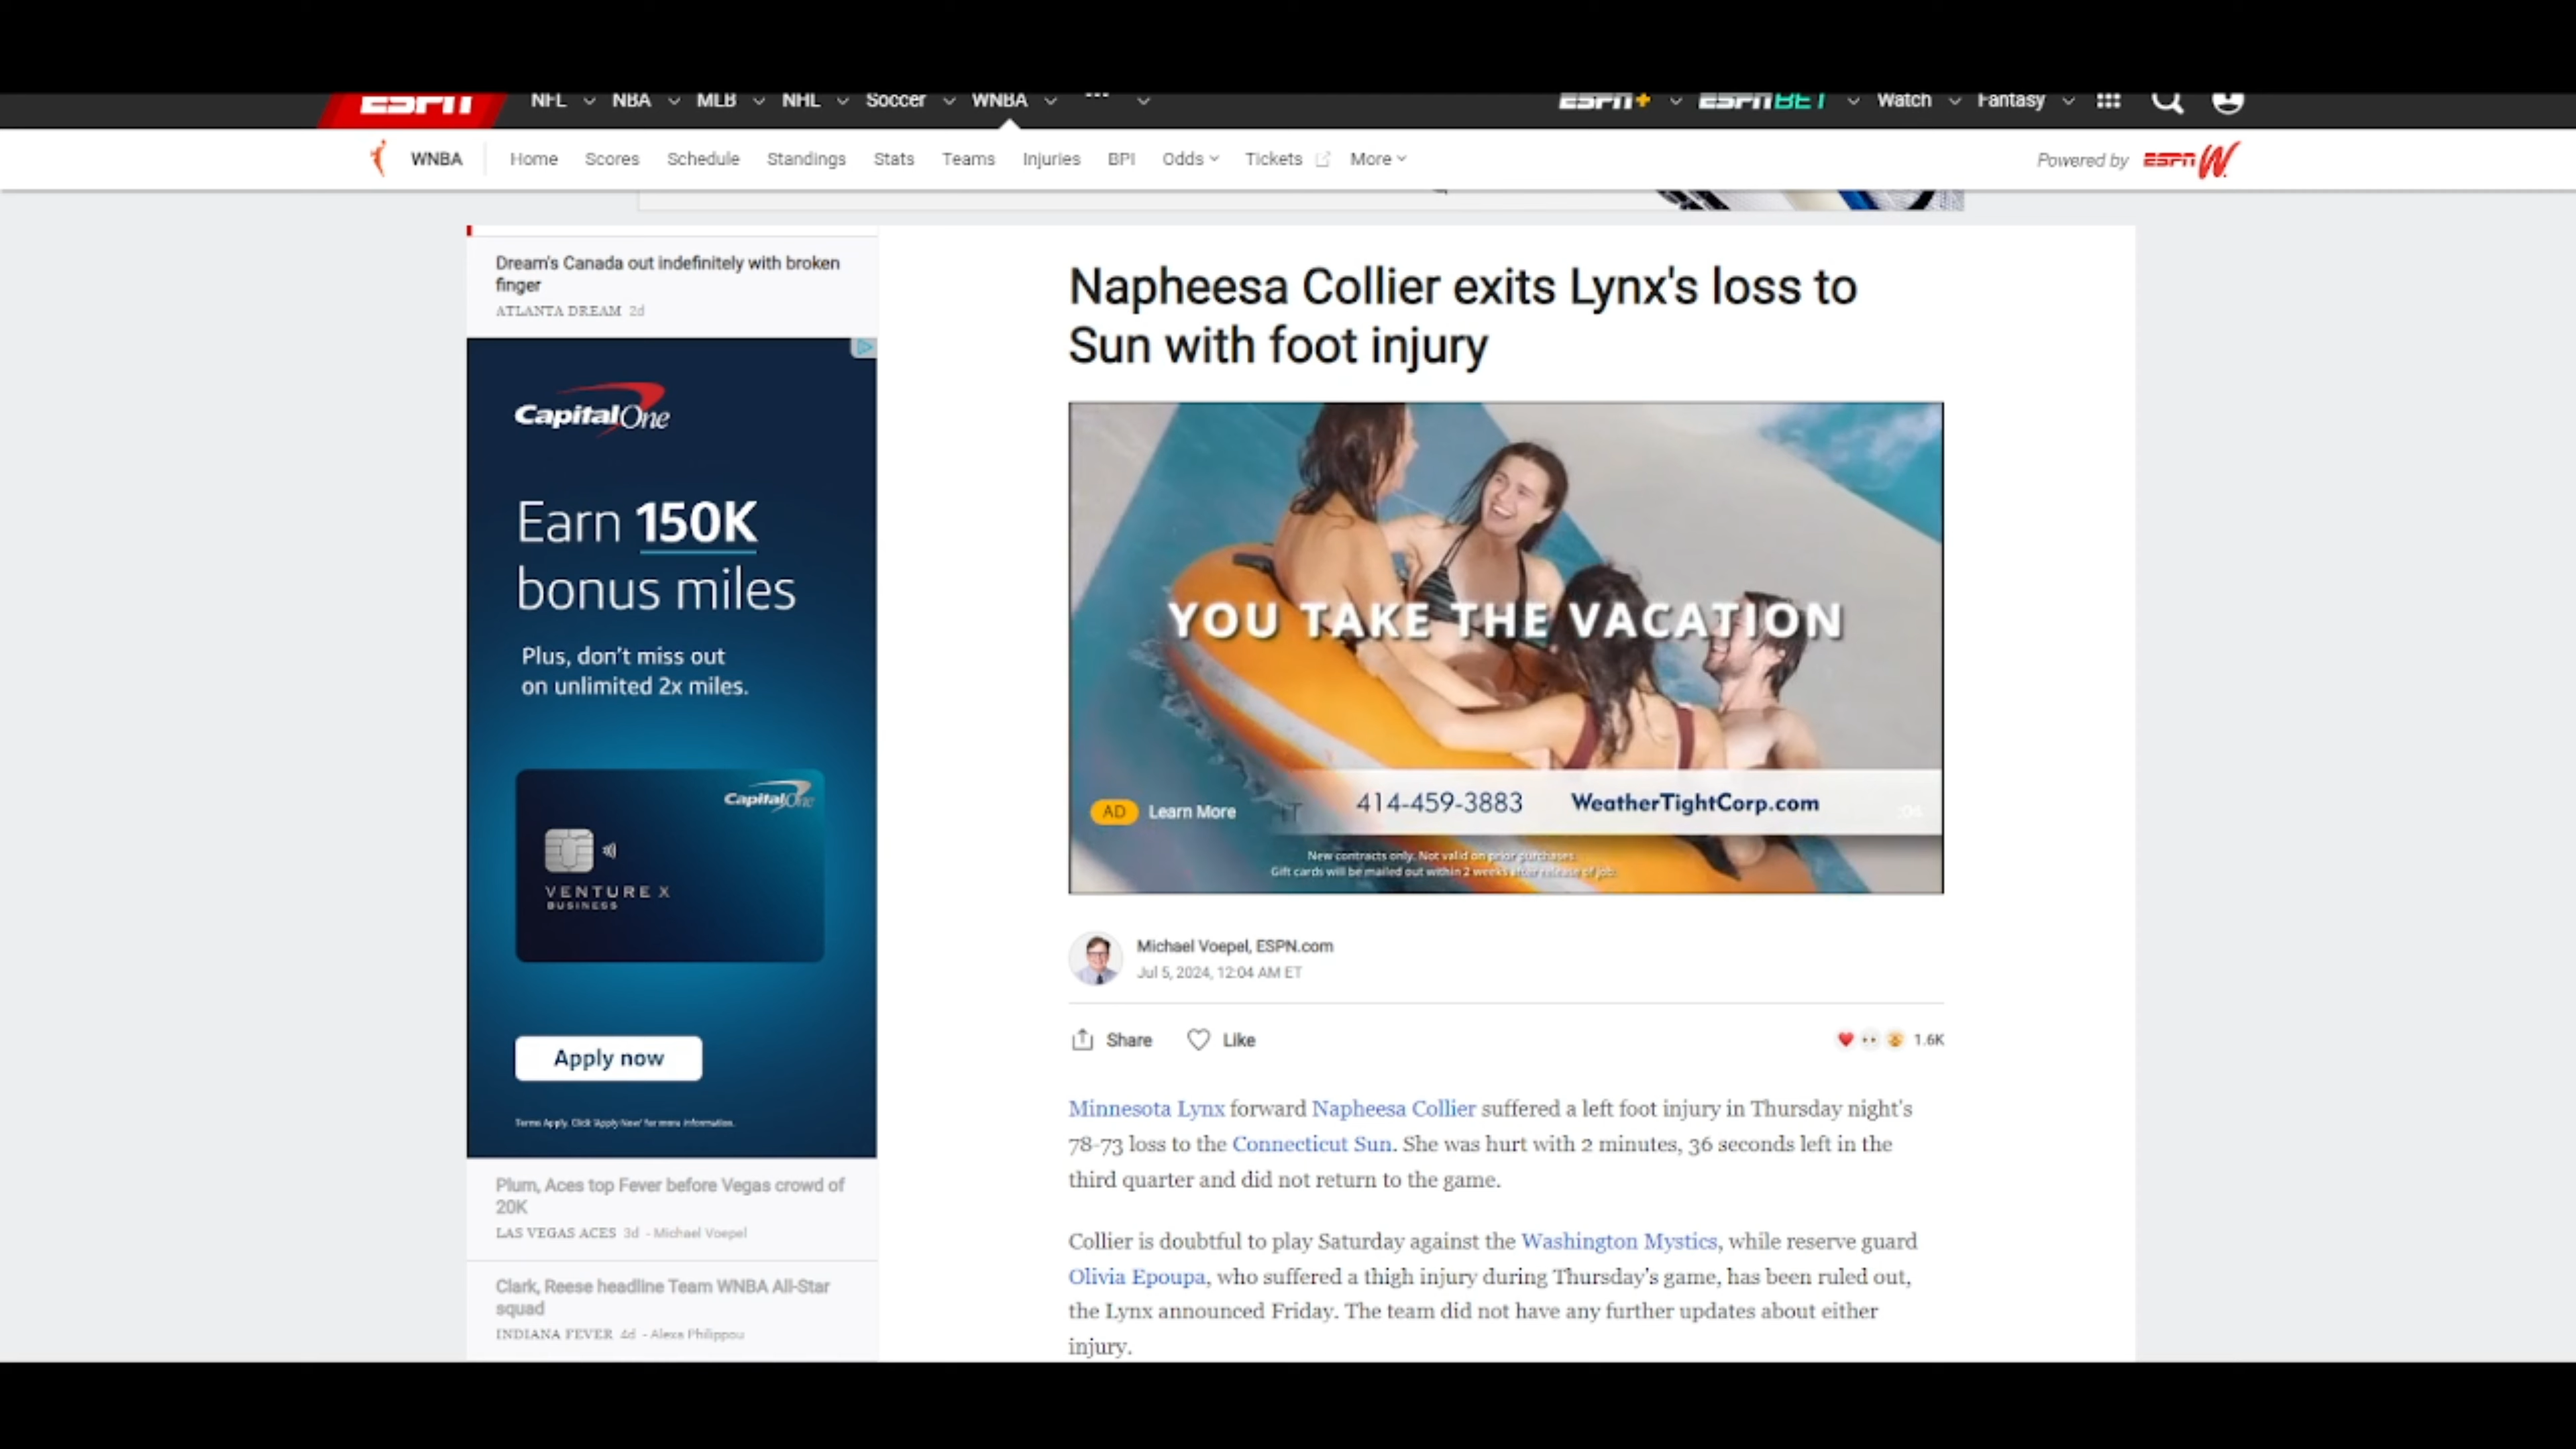 ESPN NFL NBA MLB NHL Soccer WNBA ... ESPN+ ESPN BET Watch Fantasy
WNBA Home Scores Schedule Standings Stats Teams Injuries BPI Odds Tickets More Powered by ESPN W
Dream's Canada out indefinitely with broken
finger
ATLANTA DREAM 2d
Capital One
Earn 150K
bonus miles
Plus, don't miss out
on unlimited 2x miles.
Capital One
VENTURE X
BUSINESS
Apply now
Terms Apply. Click 'Apply Now' for more information.
Plum, Aces top Fever before Vegas crowd of
20K
LAS VEGAS ACES 3d - Michael Voepel
Clark, Reese headline Team WNBA All-Star
squad
INDIANA FEVER 4d - Alexa Philippou
Napheesa Collier exits Lynx's loss to
Sun with foot injury
YOU TAKE THE VACATION
AD Learn More 414-459-3883 WeatherTightCorp.com
New contracts only. Not valid on prior purchases.
Gift cards will be mailed out within 2 weeks after release of job.
Michael Voepel, ESPN.com
Jul 5, 2024, 12:04 AM ET
Share Like 1.6K
Minnesota Lynx forward Napheesa Collier suffered a left foot injury in Thursday night's
78-73 loss to the Connecticut Sun. She was hurt with 2 minutes, 36 seconds left in the
third quarter and did not return to the game.
Collier is doubtful to play Saturday against the Washington Mystics, while reserve guard
Olivia Epoupa, who suffered a thigh injury during Thursday's game, has been ruled out,
the Lynx announced Friday. The team did not have any further updates about either
injury.